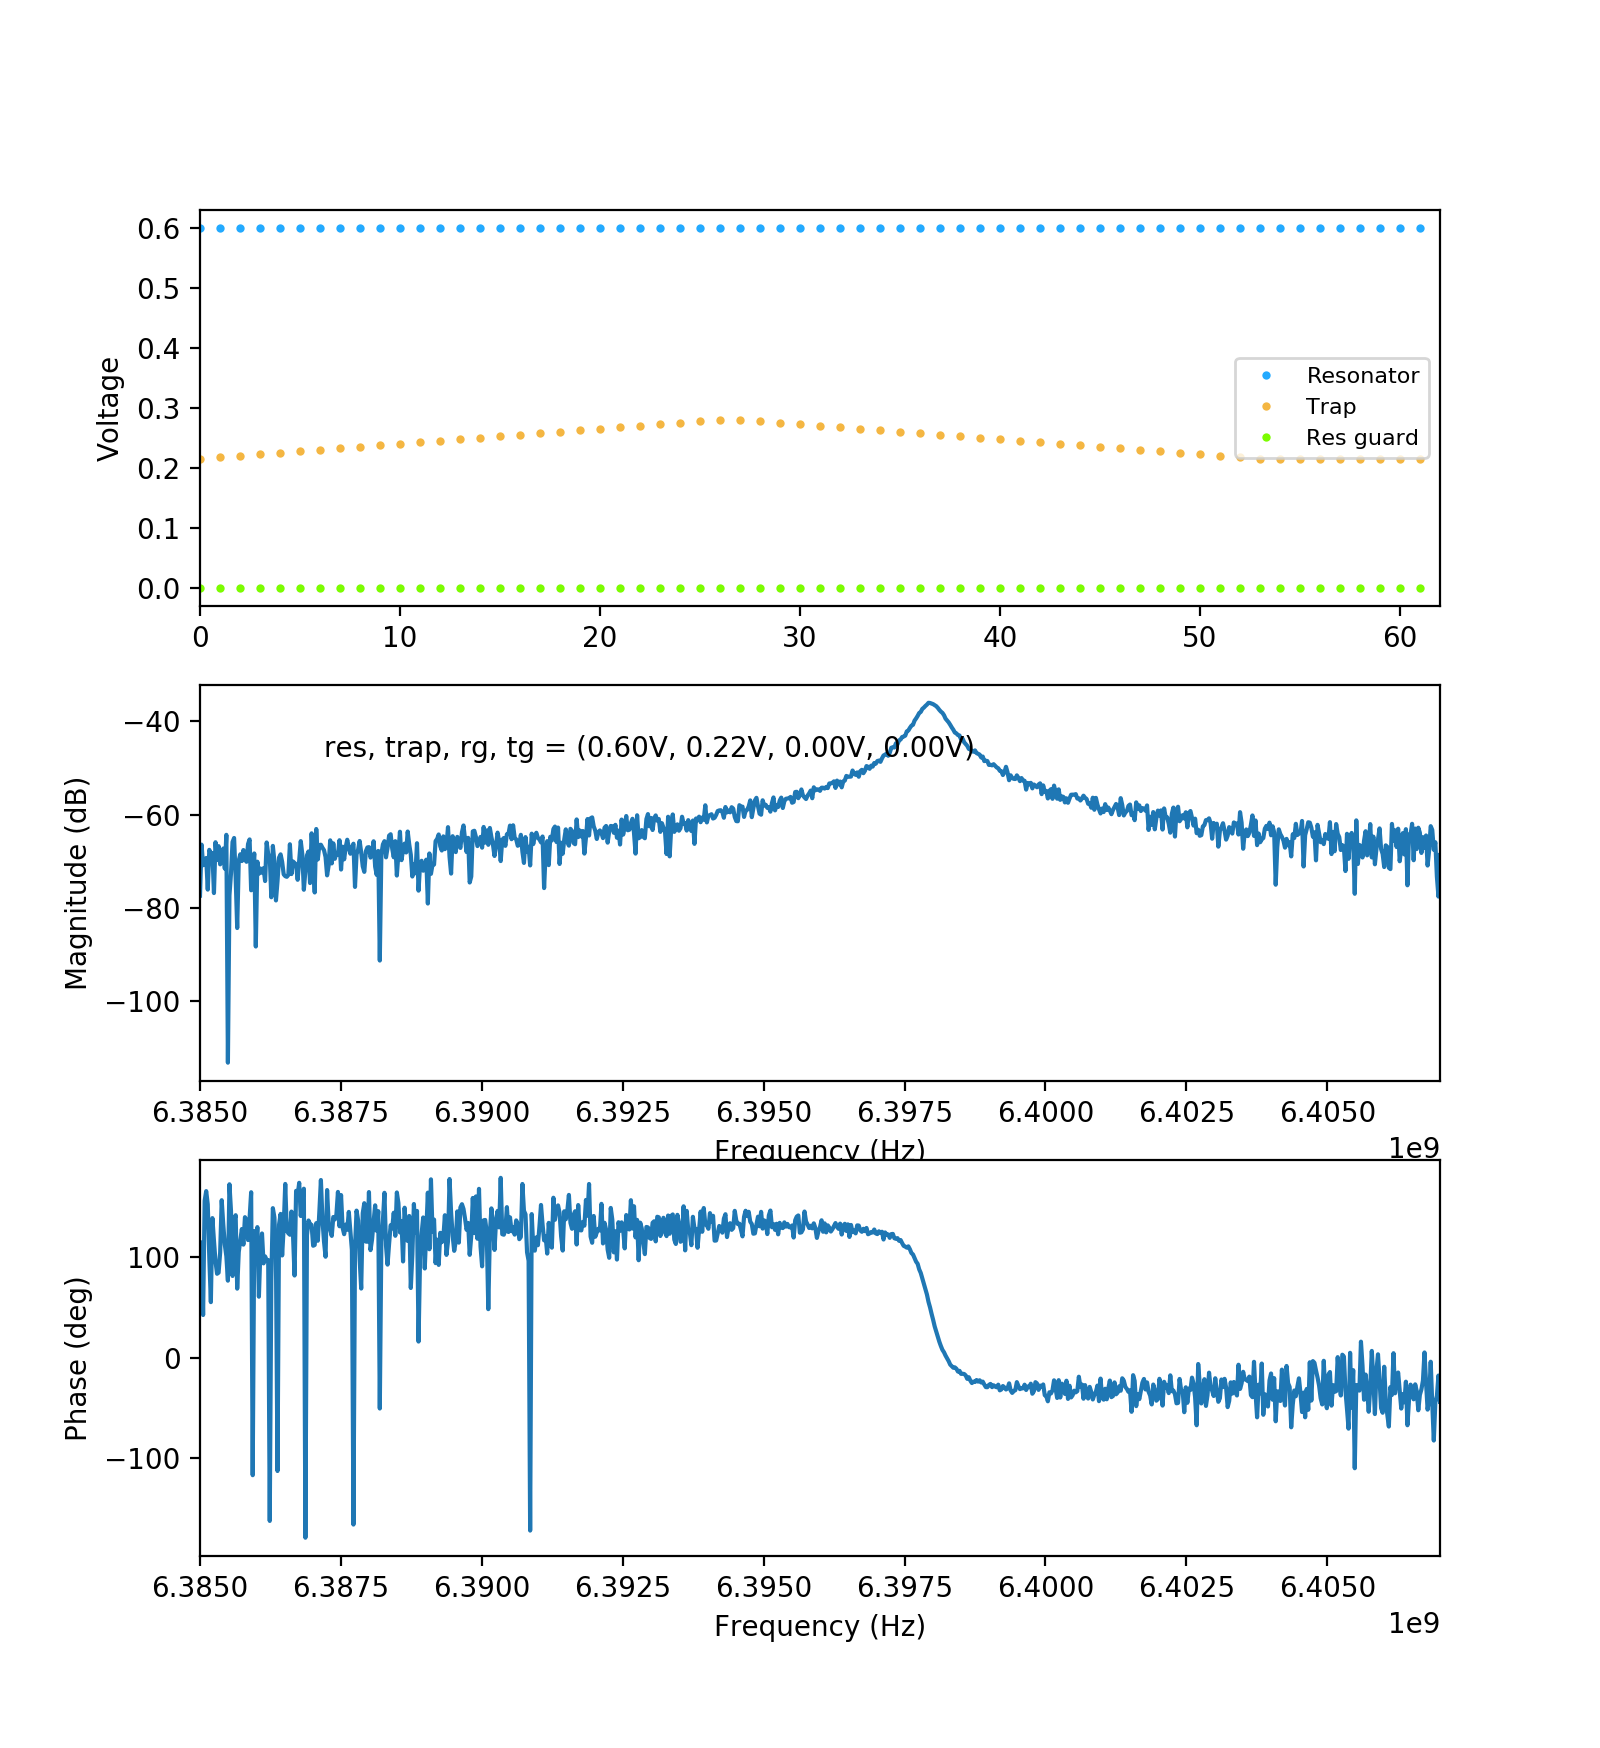 0.6
0.5
0.4
0.3
0.2
0.1
0.0
Voltage
Resonator
Trap
Res guard
0 10 20 30 40 50 60
−40
−60
−80
−100
Magnitude (dB)
res, trap, rg, tg = (0.60V, 0.22V, 0.00V, 0.00V)
6.3850 6.3875 6.3900 6.3925 6.3950 6.3975 6.4000 6.4025 6.4050
Frequency (Hz)
1e9
100
0
−100
Phase (deg)
6.3850 6.3875 6.3900 6.3925 6.3950 6.3975 6.4000 6.4025 6.4050
Frequency (Hz)
1e9